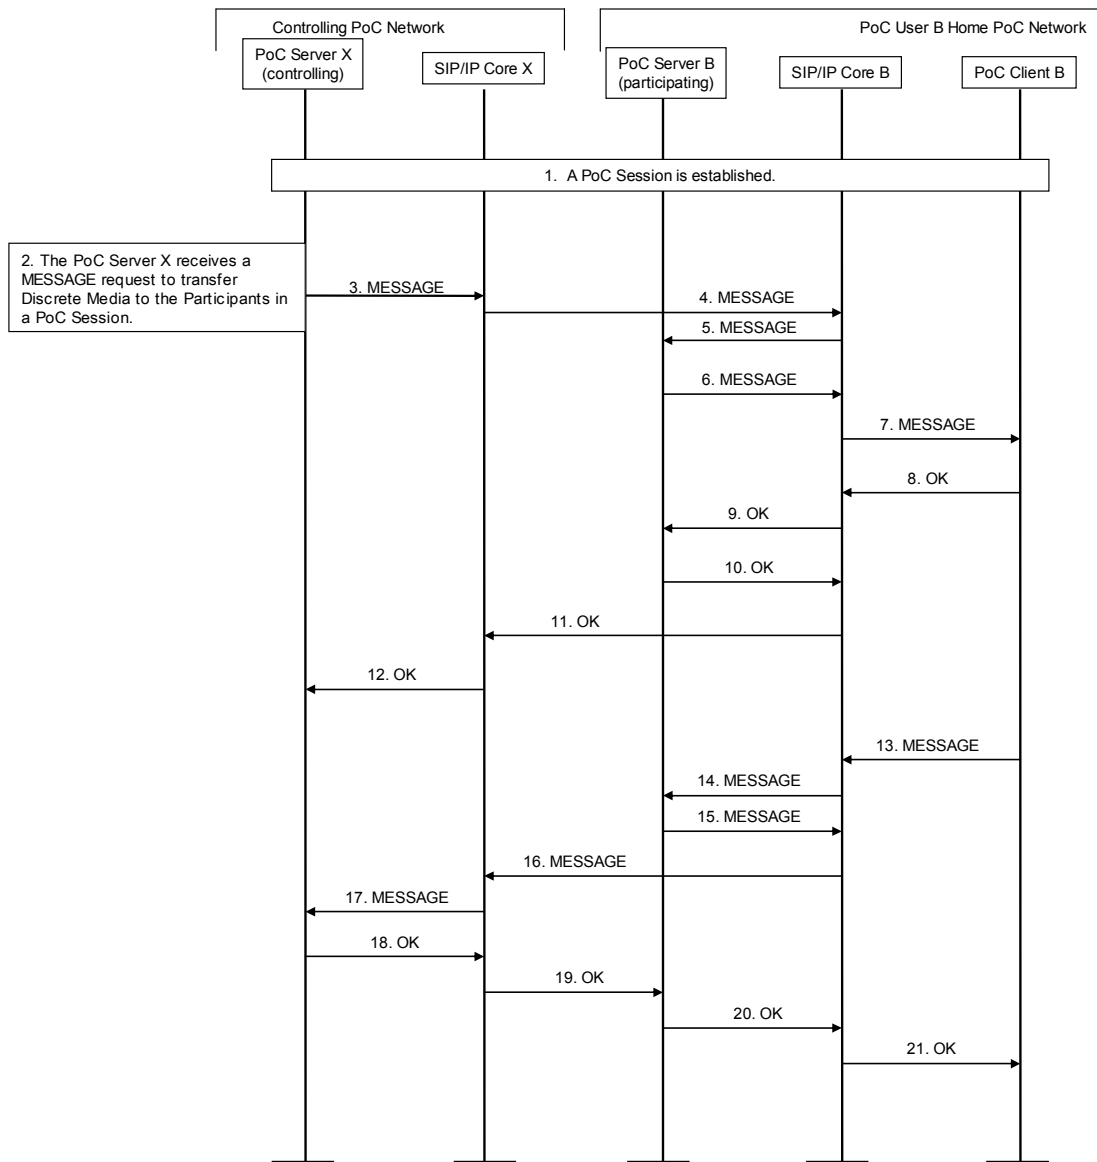 Controlling PoC Network
PoC User B Home PoC Network
PoC Server X
(controlling)
SIP/IP Core X
PoC Server B
(participating)
SIP/IP Core B
PoC Client B
1. A PoC Session is established.
2. The PoC Server X receives a
MESSAGE request to transfer
Discrete Media to the Participants in
a PoC Session.
3. MESSAGE
4. MESSAGE
5. MESSAGE
6. MESSAGE
7. MESSAGE
8. OK
9. OK
10. OK
11. OK
12. OK
13. MESSAGE
14. MESSAGE
15. MESSAGE
16. MESSAGE
17. MESSAGE
18. OK
19. OK
20. OK
21. OK